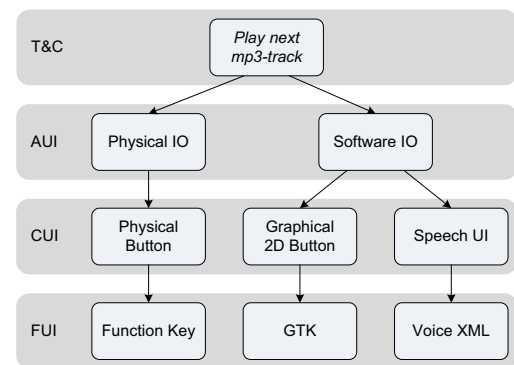 T&C
Play next
mp3-track
AUI
Physical IO
Software IO
CUI
Physical
Button
Graphical
2D Button
Speech UI
FUI
Function Key
GTK
Voice XML